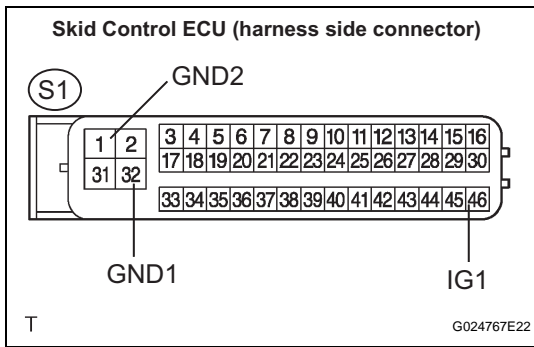 Skid Control ECU (harness side connector)
S1
GND2
1 2 3 4 5 6 7 8 9 10 11 12 13 14 15 16
17 18 19 20 21 22 23 24 25 26 27 28 29 30
31 32
33 34 35 36 37 38 39 40 41 42 43 44 45 46
GND1
IG1
T
G024767E22